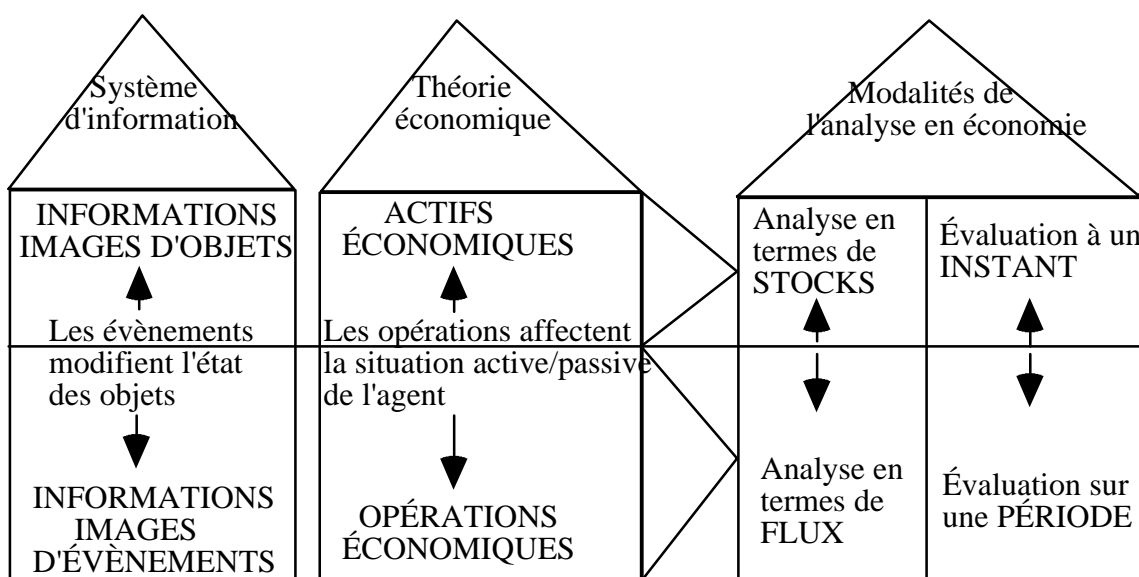 Système
d'information
Théorie
économique
Modalités de
l'analyse en économie
INFORMATIONS
IMAGES D'OBJETS
Les évènements
modifient l'état
des objets
INFORMATIONS
IMAGES
D'ÉVÈNEMENTS
ACTIFS
ÉCONOMIQUES
Les opérations affectent
la situation active/passive
de l'agent
OPÉRATIONS
ÉCONOMIQUES
Analyse en
termes de
STOCKS
Évaluation à un
INSTANT
Analyse en
termes de
FLUX
Évaluation sur
une PÉRIODE